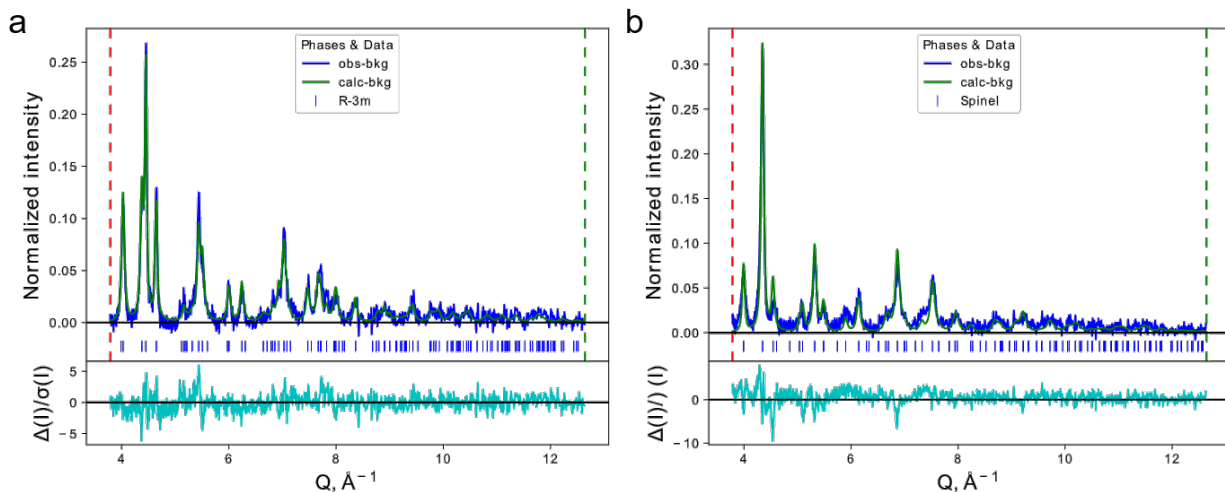 a
Normalized intensity
0.25
0.20
0.15
0.10
0.05
0.00
Phases & Data
obs-bkg
calc-bkg
R-3m
Δ(I)/σ(I)
5
0
−5
4
6
8
10
12
Q, Å⁻¹
b
Normalized intensity
0.30
0.25
0.20
0.15
0.10
0.05
0.00
Phases & Data
obs-bkg
calc-bkg
Spinel
Δ(I)/) (I)
0
−10
4
6
8
10
12
Q, Å⁻¹